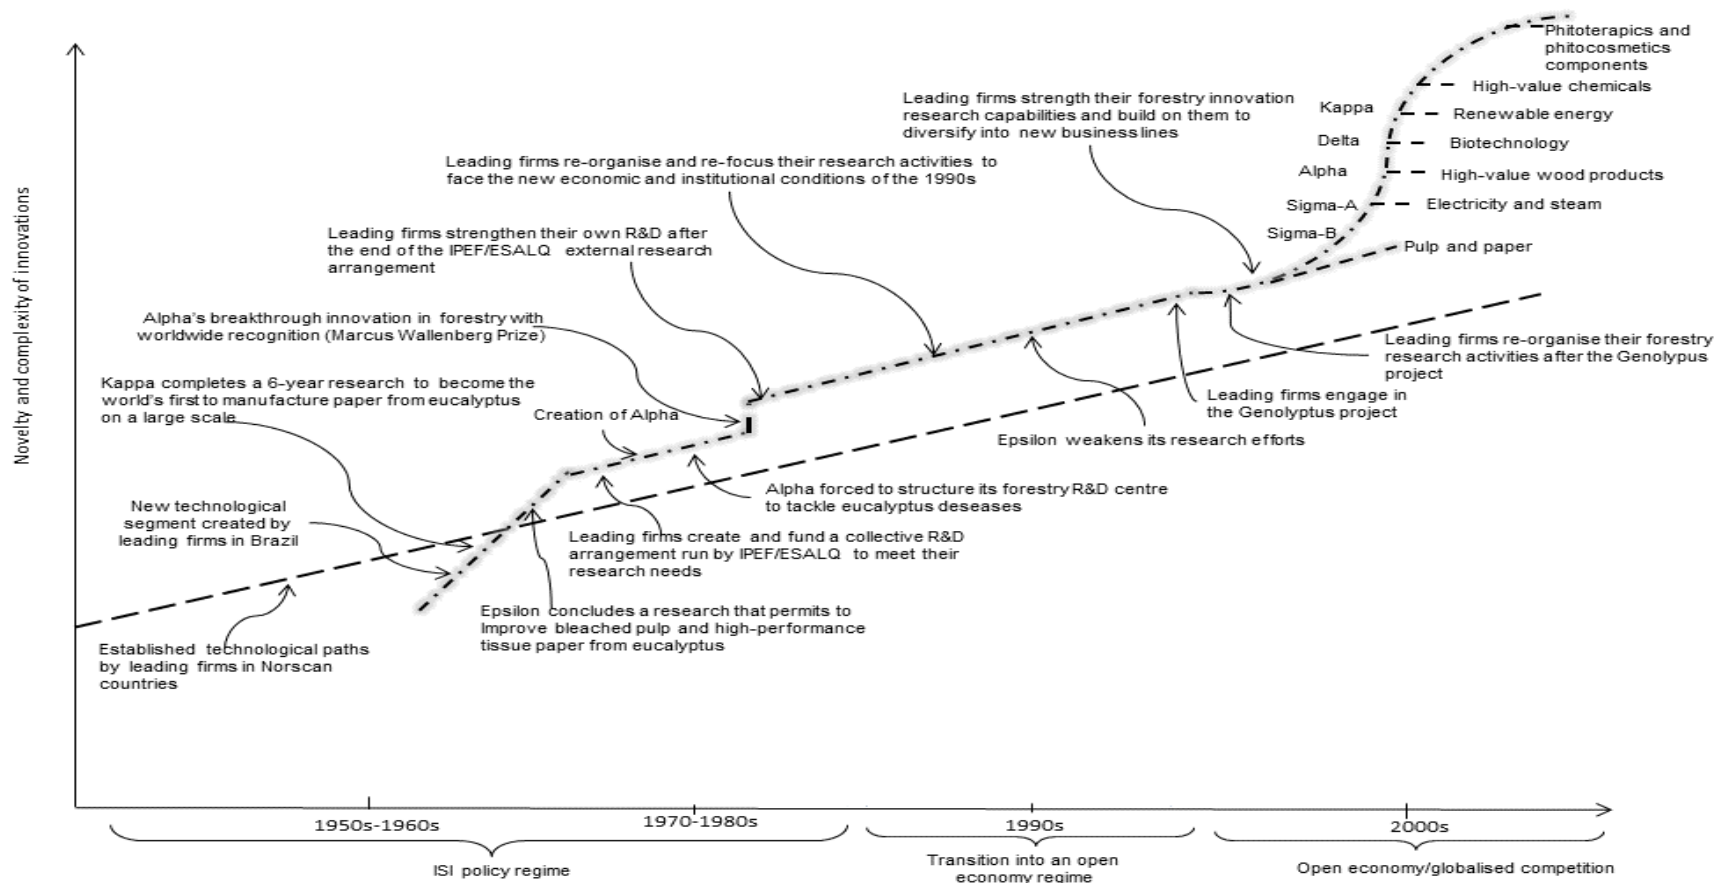 Novelty and complexity of innovations
Phitoterapics and
phitocosmetics
components
High-value chemicals
Kappa
Renewable energy
Delta
Biotechnology
Alpha
High-value wood products
Sigma-A
Electricity and steam
Sigma-B
Pulp and paper
Leading firms strength their forestry innovation
research capabilities and build on them to
diversify into new business lines
Leading firms re-organise and re-focus their research activities to
face the new economic and institutional conditions of the 1990s
Leading firms strengthen their own R&D after
the end of the IPEF/ESALQ external research
arrangement
Alpha's breakthrough innovation in forestry with
worldwide recognition (Marcus Wallenberg Prize)
Kappa completes a 6-year research to become the
world's first to manufacture paper from eucalyptus
on a large scale
Creation of Alpha
New technological
segment created by
leading firms in Brazil
Established technological paths
by leading firms in Norscan
countries
Epsilon concludes a research that permits to
Improve bleached pulp and high-performance
tissue paper from eucalyptus
Leading firms create and fund a collective R&D
arrangement run by IPEF/ESALQ to meet their
research needs
Alpha forced to structure its forestry R&D centre
to tackle eucalyptus deseases
Epsilon weakens its research efforts
Leading firms engage in
the Genolyptus project
Leading firms re-organise their forestry
research activities after the Genolypus
project
1950s-1960s
1970-1980s
1990s
2000s
ISI policy regime
Transition into an open
economy regime
Open economy/globalised competition